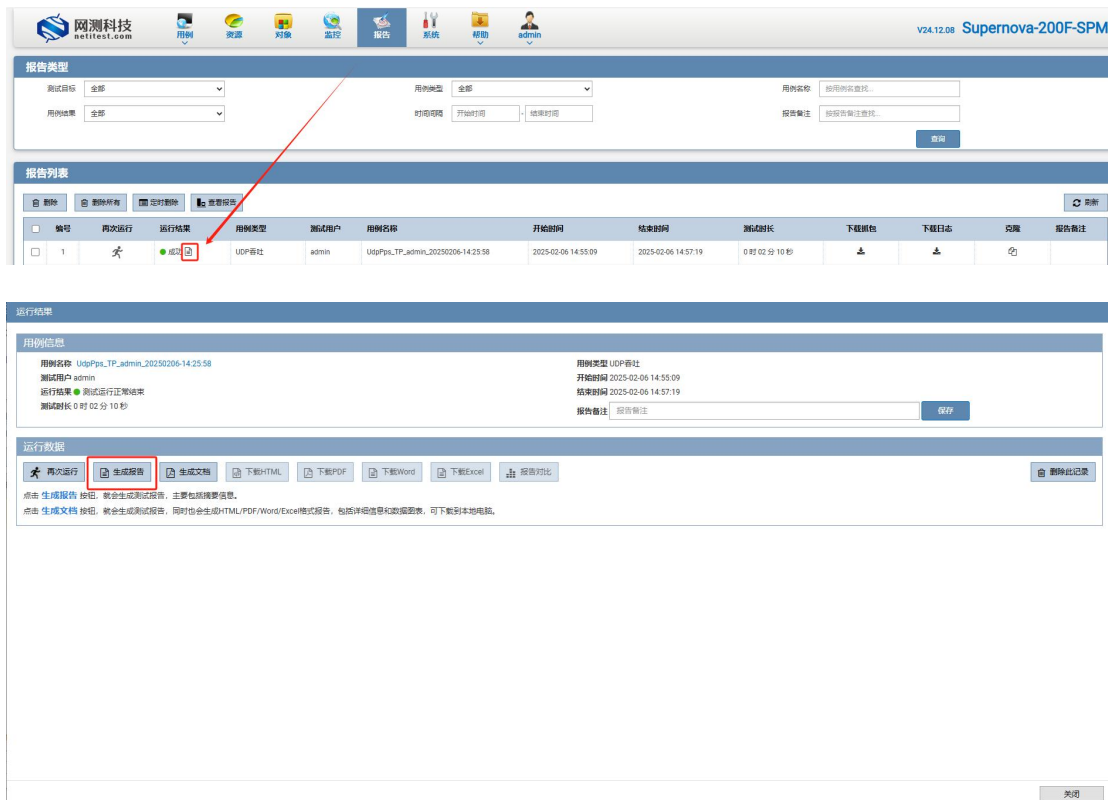 网测科技
netitest.com
用例 资源 对象 监控 报告 系统 帮助 admin
V24.12.08 Supernova-200F-SPM
报告类型
测试目标 全部 用例类型 全部 用例名称 按用例名查找...
用例结果 全部 时间间隔 开始时间 - 结束时间 报告备注 按报告备注查找...
查询
报告列表
删除 删除所有 定时删除 查看报告 刷新
编号 再次运行 运行结果 用例类型 测试用户 用例名称 开始时间 结束时间 测试时长 下载抓包 下载日志 克隆 报告备注
1 成功 UDP吞吐 admin UdpPps_TP_admin_20250206-14:25:58 2025-02-06 14:55:09 2025-02-06 14:57:19 0 时 02 分 10 秒
运行结果
用例信息
用例名称 UdpPps_TP_admin_20250206-14:25:58 用例类型 UDP吞吐
测试用户 admin 开始时间 2025-02-06 14:55:09
运行结果 测试运行正常结束 结束时间 2025-02-06 14:57:19
测试时长 0 时 02 分 10 秒 报告备注 报告备注 保存
运行数据
再次运行 生成报告 生成文档 下载HTML 下载PDF 下载Word 下载Excel 报告对比 删除此记录
点击 生成报告 按钮，就会生成测试报告，主要包括摘要信息。
点击 生成文档 按钮，就会生成测试报告，同时也会生成HTML/PDF/Word/Excel格式报告，包括详细信息和数据图表，可下载到本地电脑。
关闭